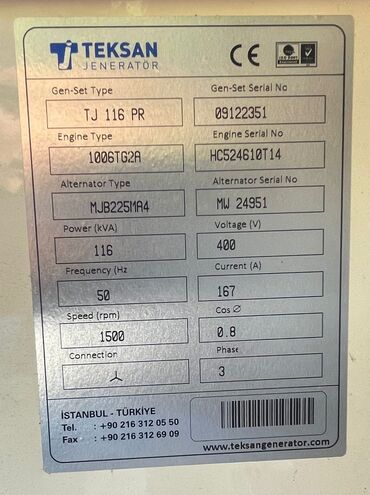 TJ TEKSAN
JENERATÖR
CE
Gen-Set Type Gen-Set Serial No
TJ 116 PR 09122351
Engine Type Engine Serial No
1006TG2A HC524610T14
Alternator Type Alternator Serial No
MJB225MA4 MW 24951
Power (kVA) Voltage (V)
116 400
Frequency (Hz Current (A)
50 167
Speed (rpm) Cos Ø
1500 0.8
Connection Phase
3
İSTANBUL - TÜRKİYE
Tel. : +90 216 312 05 50
Fax : +90 216 312 69 09
www.teksangenerator.com